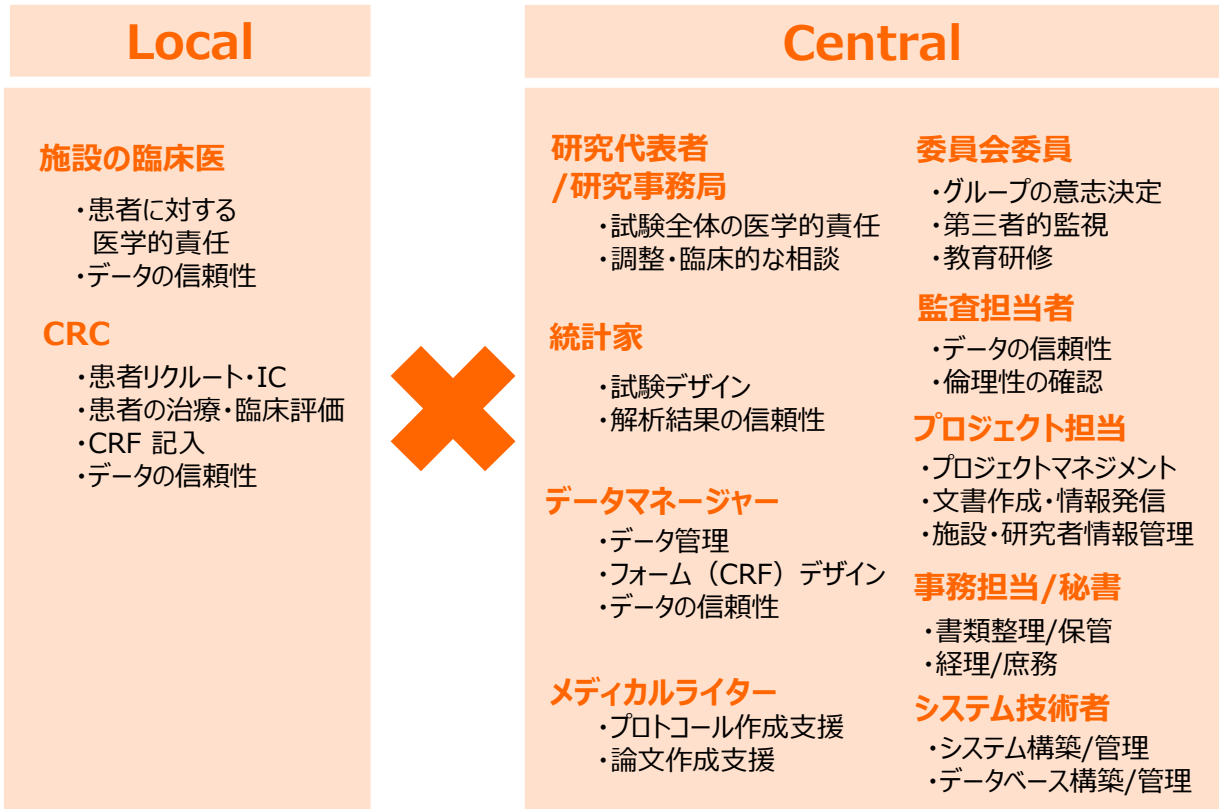 Local
施設の臨床医
・患者に対する
医学的責任
・データの信頼性
CRC
・患者リクルート・IC
・患者の治療・臨床評価
・CRF 記入
・データの信頼性
Central
研究代表者
/研究事務局
・試験全体の医学的責任
・調整・臨床的な相談
統計家
・試験デザイン
・解析結果の信頼性
データマネージャー
・データ管理
・フォーム（CRF）デザイン
・データの信頼性
メディカルライター
・プロトコール作成支援
・論文作成支援
委員会委員
・グループの意志決定
・第三者的監視
・教育研修
監査担当者
・データの信頼性
・倫理性の確認
プロジェクト担当
・プロジェクトマネジメント
・文書作成・情報発信
・施設・研究者情報管理
事務担当/秘書
・書類整理/保管
・経理/庶務
システム技術者
・システム構築/管理
・データベース構築/管理